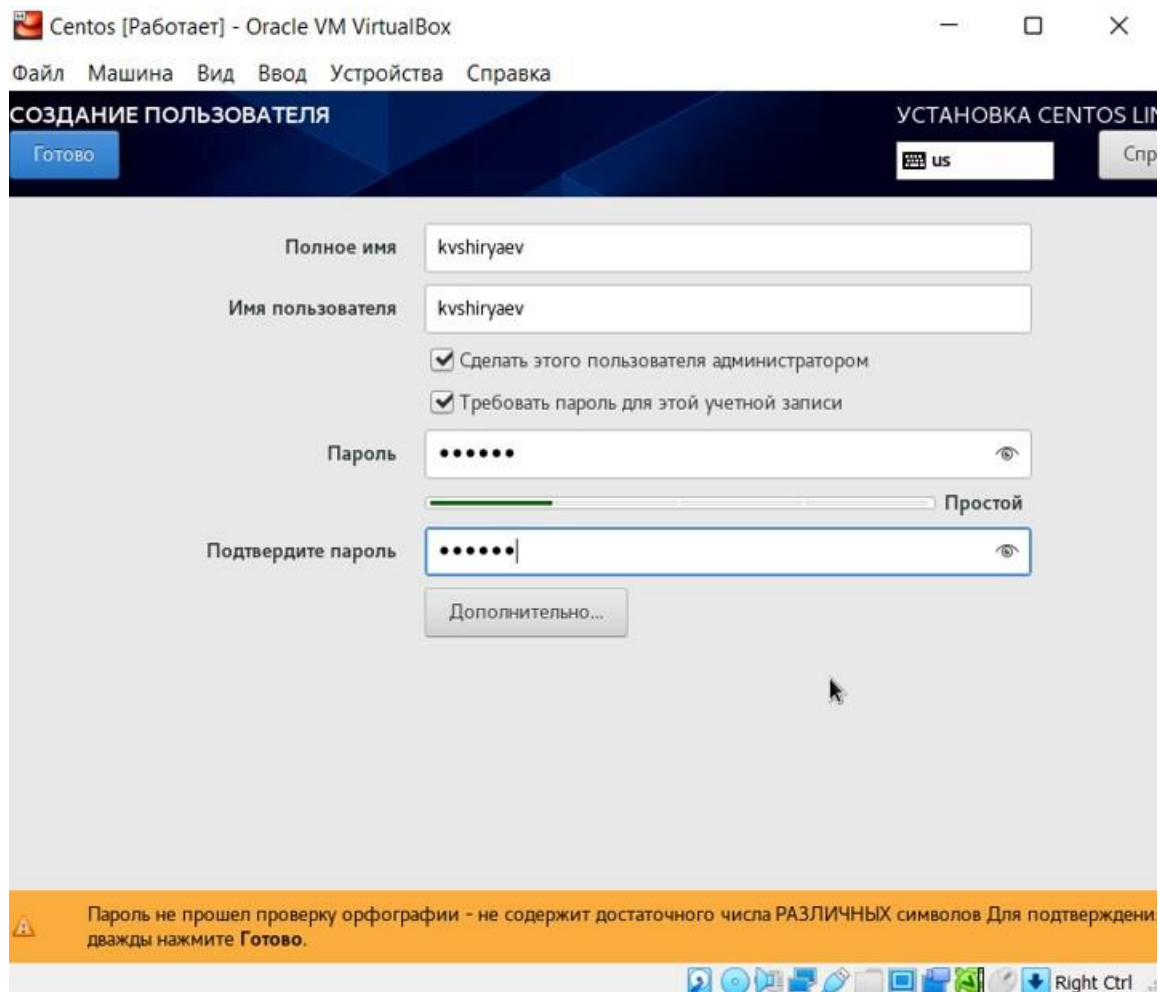 Centos [Работает] - Oracle VM VirtualBox
Файл Машина Вид Ввод Устройства Справка
СОЗДАНИЕ ПОЛЬЗОВАТЕЛЯ
УСТАНОВКА CENTOS LIN
Готово
us
Спр
Полное имя
kvshiryaev
Имя пользователя
kvshiryaev
Сделать этого пользователя администратором
Требовать пароль для этой учетной записи
Пароль
••••••
Простой
Подтвердите пароль
••••••
Дополнительно...
Пароль не прошел проверку орфографии - не содержит достаточного числа РАЗЛИЧНЫХ символов Для подтверждени
дважды нажмите Готово.
Right Ctrl